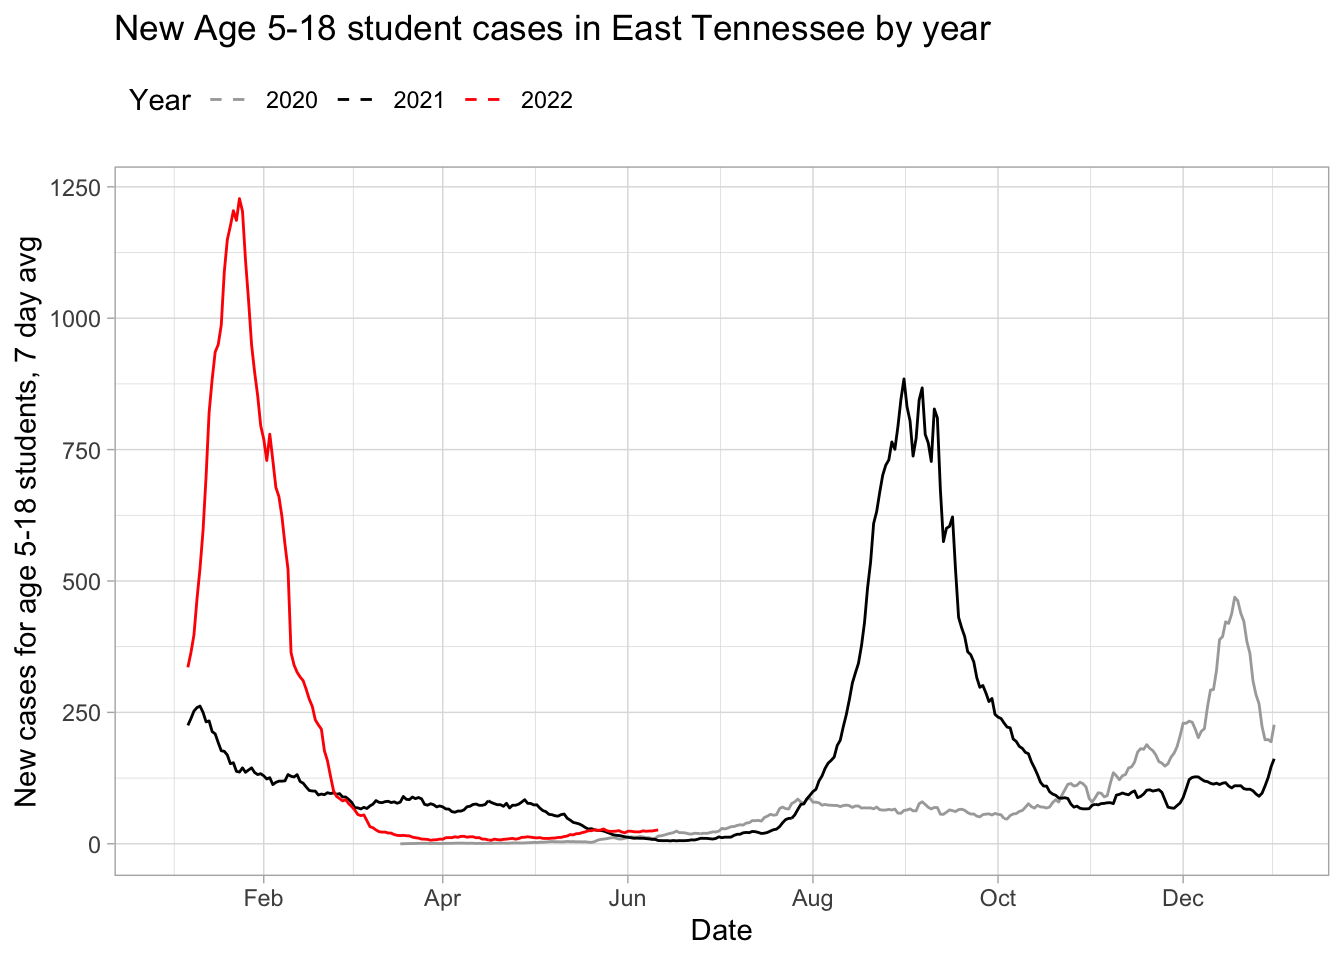 New Age 5-18 student cases in East Tennessee by year
Year 2020 2021 2022
New cases for age 5-18 students, 7 day avg
1250
1000
750
500
250
0
Feb Apr Jun Aug Oct Dec
Date